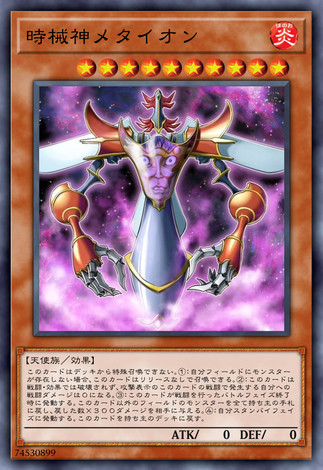 時械神メタイオン
炎
【天使族／効果】
このカードはデッキから特殊召喚できない。①:自分フィールドにモンスター
が存在しない場合、このカードはリリースなしで召喚できる。②:このカードは
戦闘・効果では破壊されず、攻撃表示のこのカードの戦闘で発生する自分への
戦闘ダメージは0になる。③:このカードが戦闘を行ったバトルフェイズ終了
時に発動する。このカード以外のフィールドのモンスターを全て持ち主の手札
に戻し、戻した数×300ダメージを相手に与える。④:自分スタンバイフェイ
ズに発動する。このカードを持ち主のデッキに戻す。
ATK/ 0 DEF/ 0
74530899